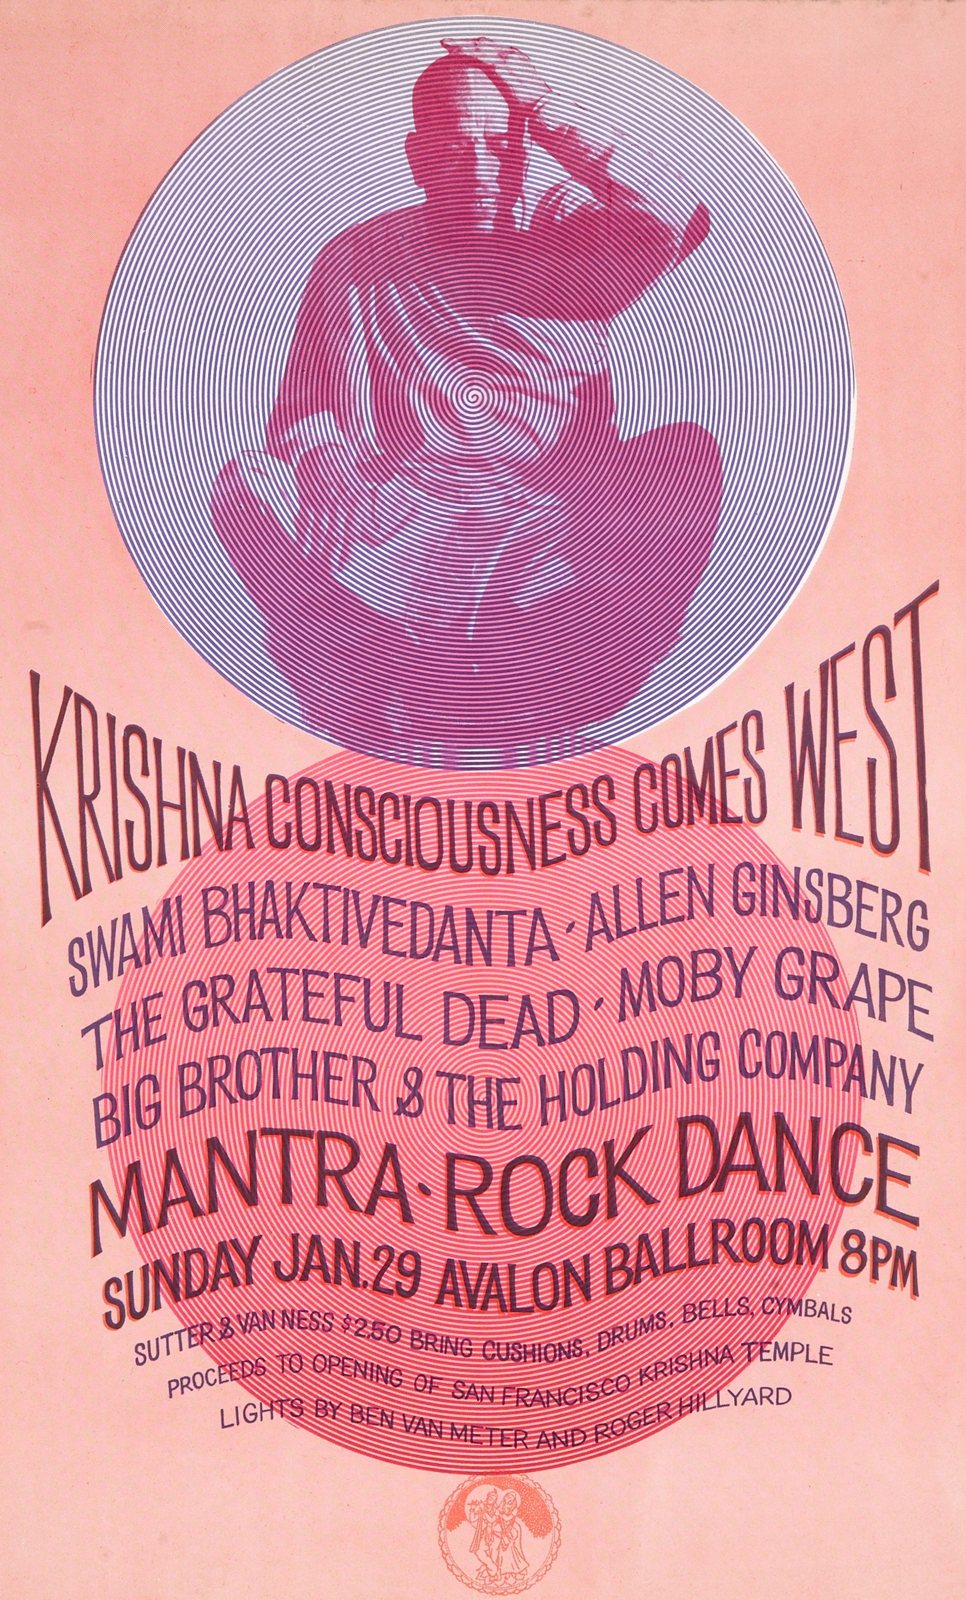 KRISHNA CONSCIOUSNESS COMES WEST
SWAMI BHAKTIVEDANTA · ALLEN GINSBERG
THE GRATEFUL DEAD · MOBY GRAPE
BIG BROTHER & THE HOLDING COMPANY
MANTRA · ROCK DANCE
SUNDAY JAN. 29 AVALON BALLROOM 8PM
SUTTER & VAN NESS $2.50 BRING CUSHIONS, DRUMS, BELLS, CYMBALS
PROCEEDS TO OPENING OF SAN FRANCISCO KRISHNA TEMPLE
LIGHTS BY BEN VAN METER AND ROGER HILLYARD